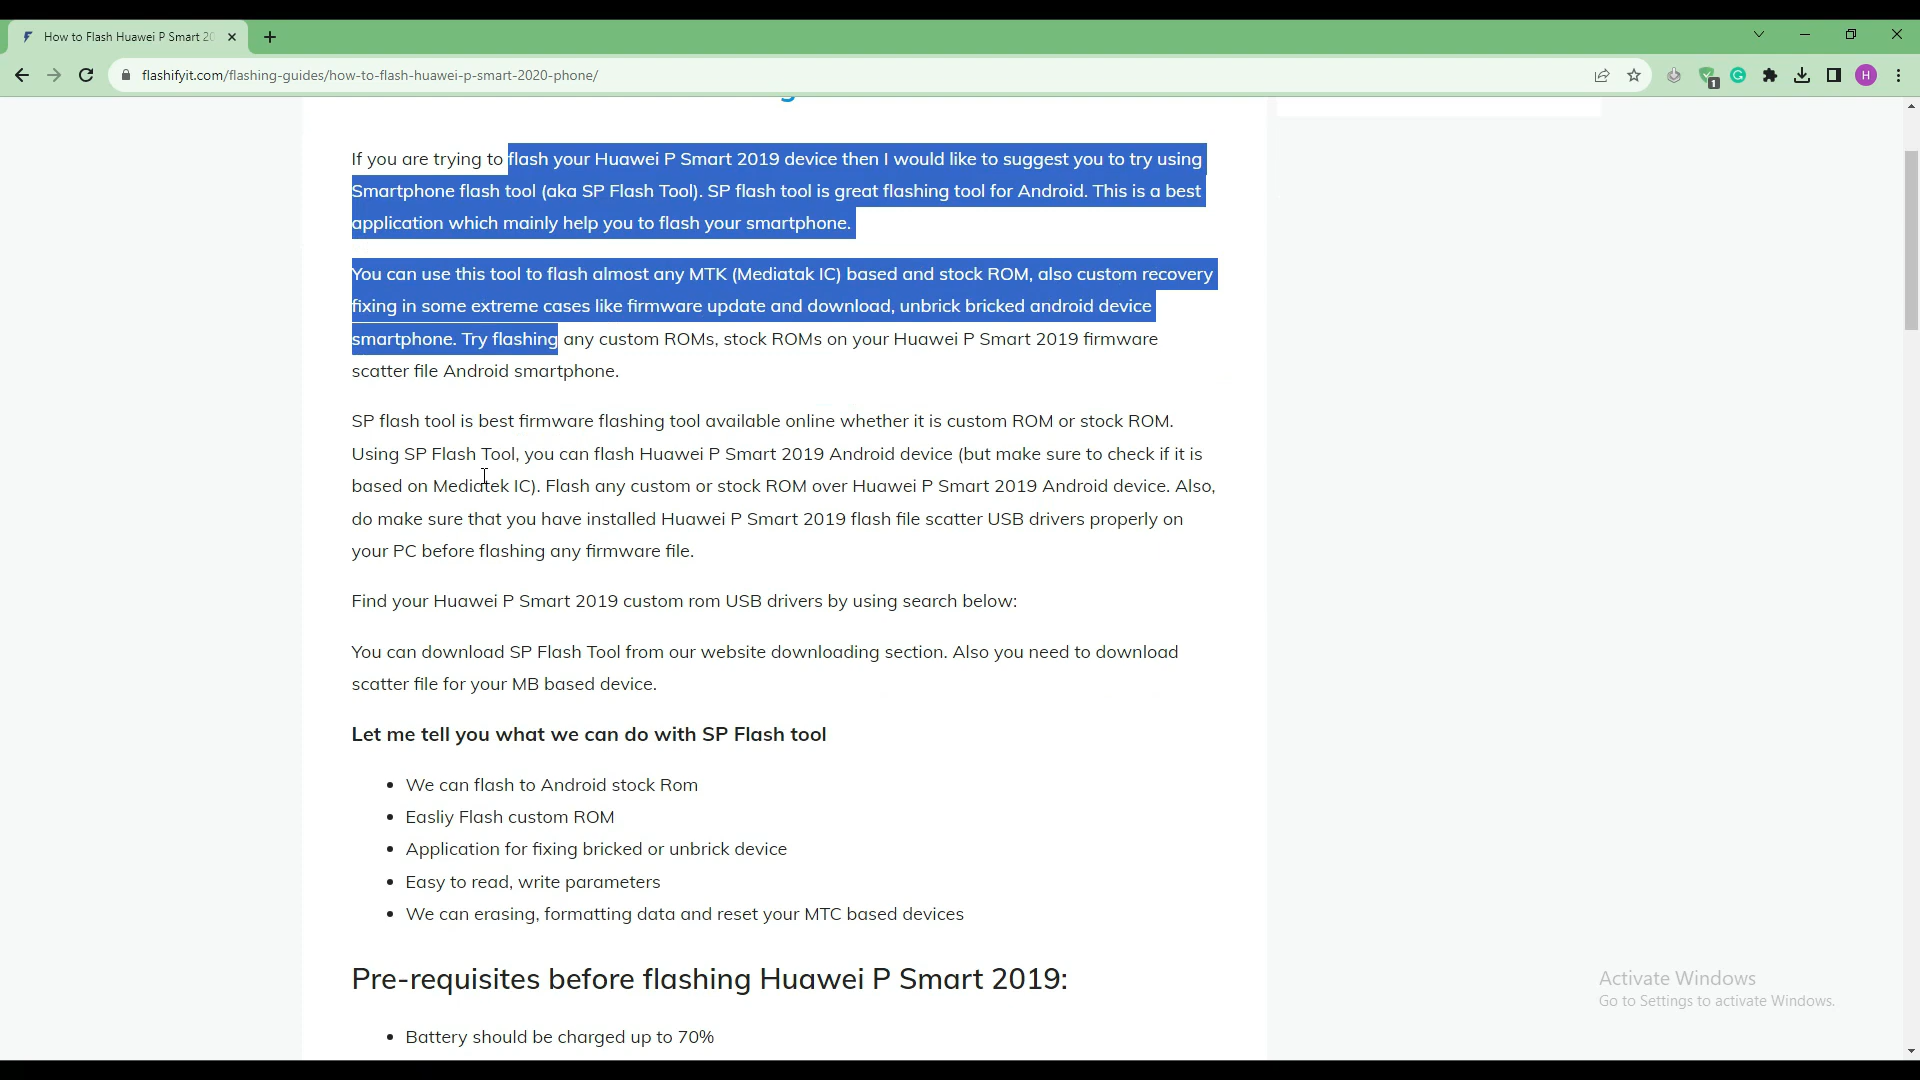 How to Flash Huawei P Smart 20
flashifyit.com/flashing-guides/how-to-flash-huawei-p-smart-2020-phone/
1
H
If you are trying to flash your Huawei P Smart 2019 device then I would like to suggest you to try using
Smartphone flash tool (aka SP Flash Tool). SP flash tool is great flashing tool for Android. This is a best
application which mainly help you to flash your smartphone.
You can use this tool to flash almost any MTK (Mediatak IC) based and stock ROM, also custom recovery
fixing in some extreme cases like firmware update and download, unbrick bricked android device
smartphone. Try flashing any custom ROMs, stock ROMs on your Huawei P Smart 2019 firmware
scatter file Android smartphone.
SP flash tool is best firmware flashing tool available online whether it is custom ROM or stock ROM.
Using SP Flash Tool, you can flash Huawei P Smart 2019 Android device (but make sure to check if it is
based on Mediatek IC). Flash any custom or stock ROM over Huawei P Smart 2019 Android device. Also,
do make sure that you have installed Huawei P Smart 2019 flash file scatter USB drivers properly on
your PC before flashing any firmware file.
Find your Huawei P Smart 2019 custom rom USB drivers by using search below:
You can download SP Flash Tool from our website downloading section. Also you need to download
scatter file for your MB based device.
Let me tell you what we can do with SP Flash tool
• We can flash to Android stock Rom
• Easliy Flash custom ROM
• Application for fixing bricked or unbrick device
• Easy to read, write parameters
• We can erasing, formatting data and reset your MTC based devices
Pre-requisites before flashing Huawei P Smart 2019:
• Battery should be charged up to 70%
Activate Windows
Go to Settings to activate Windows.